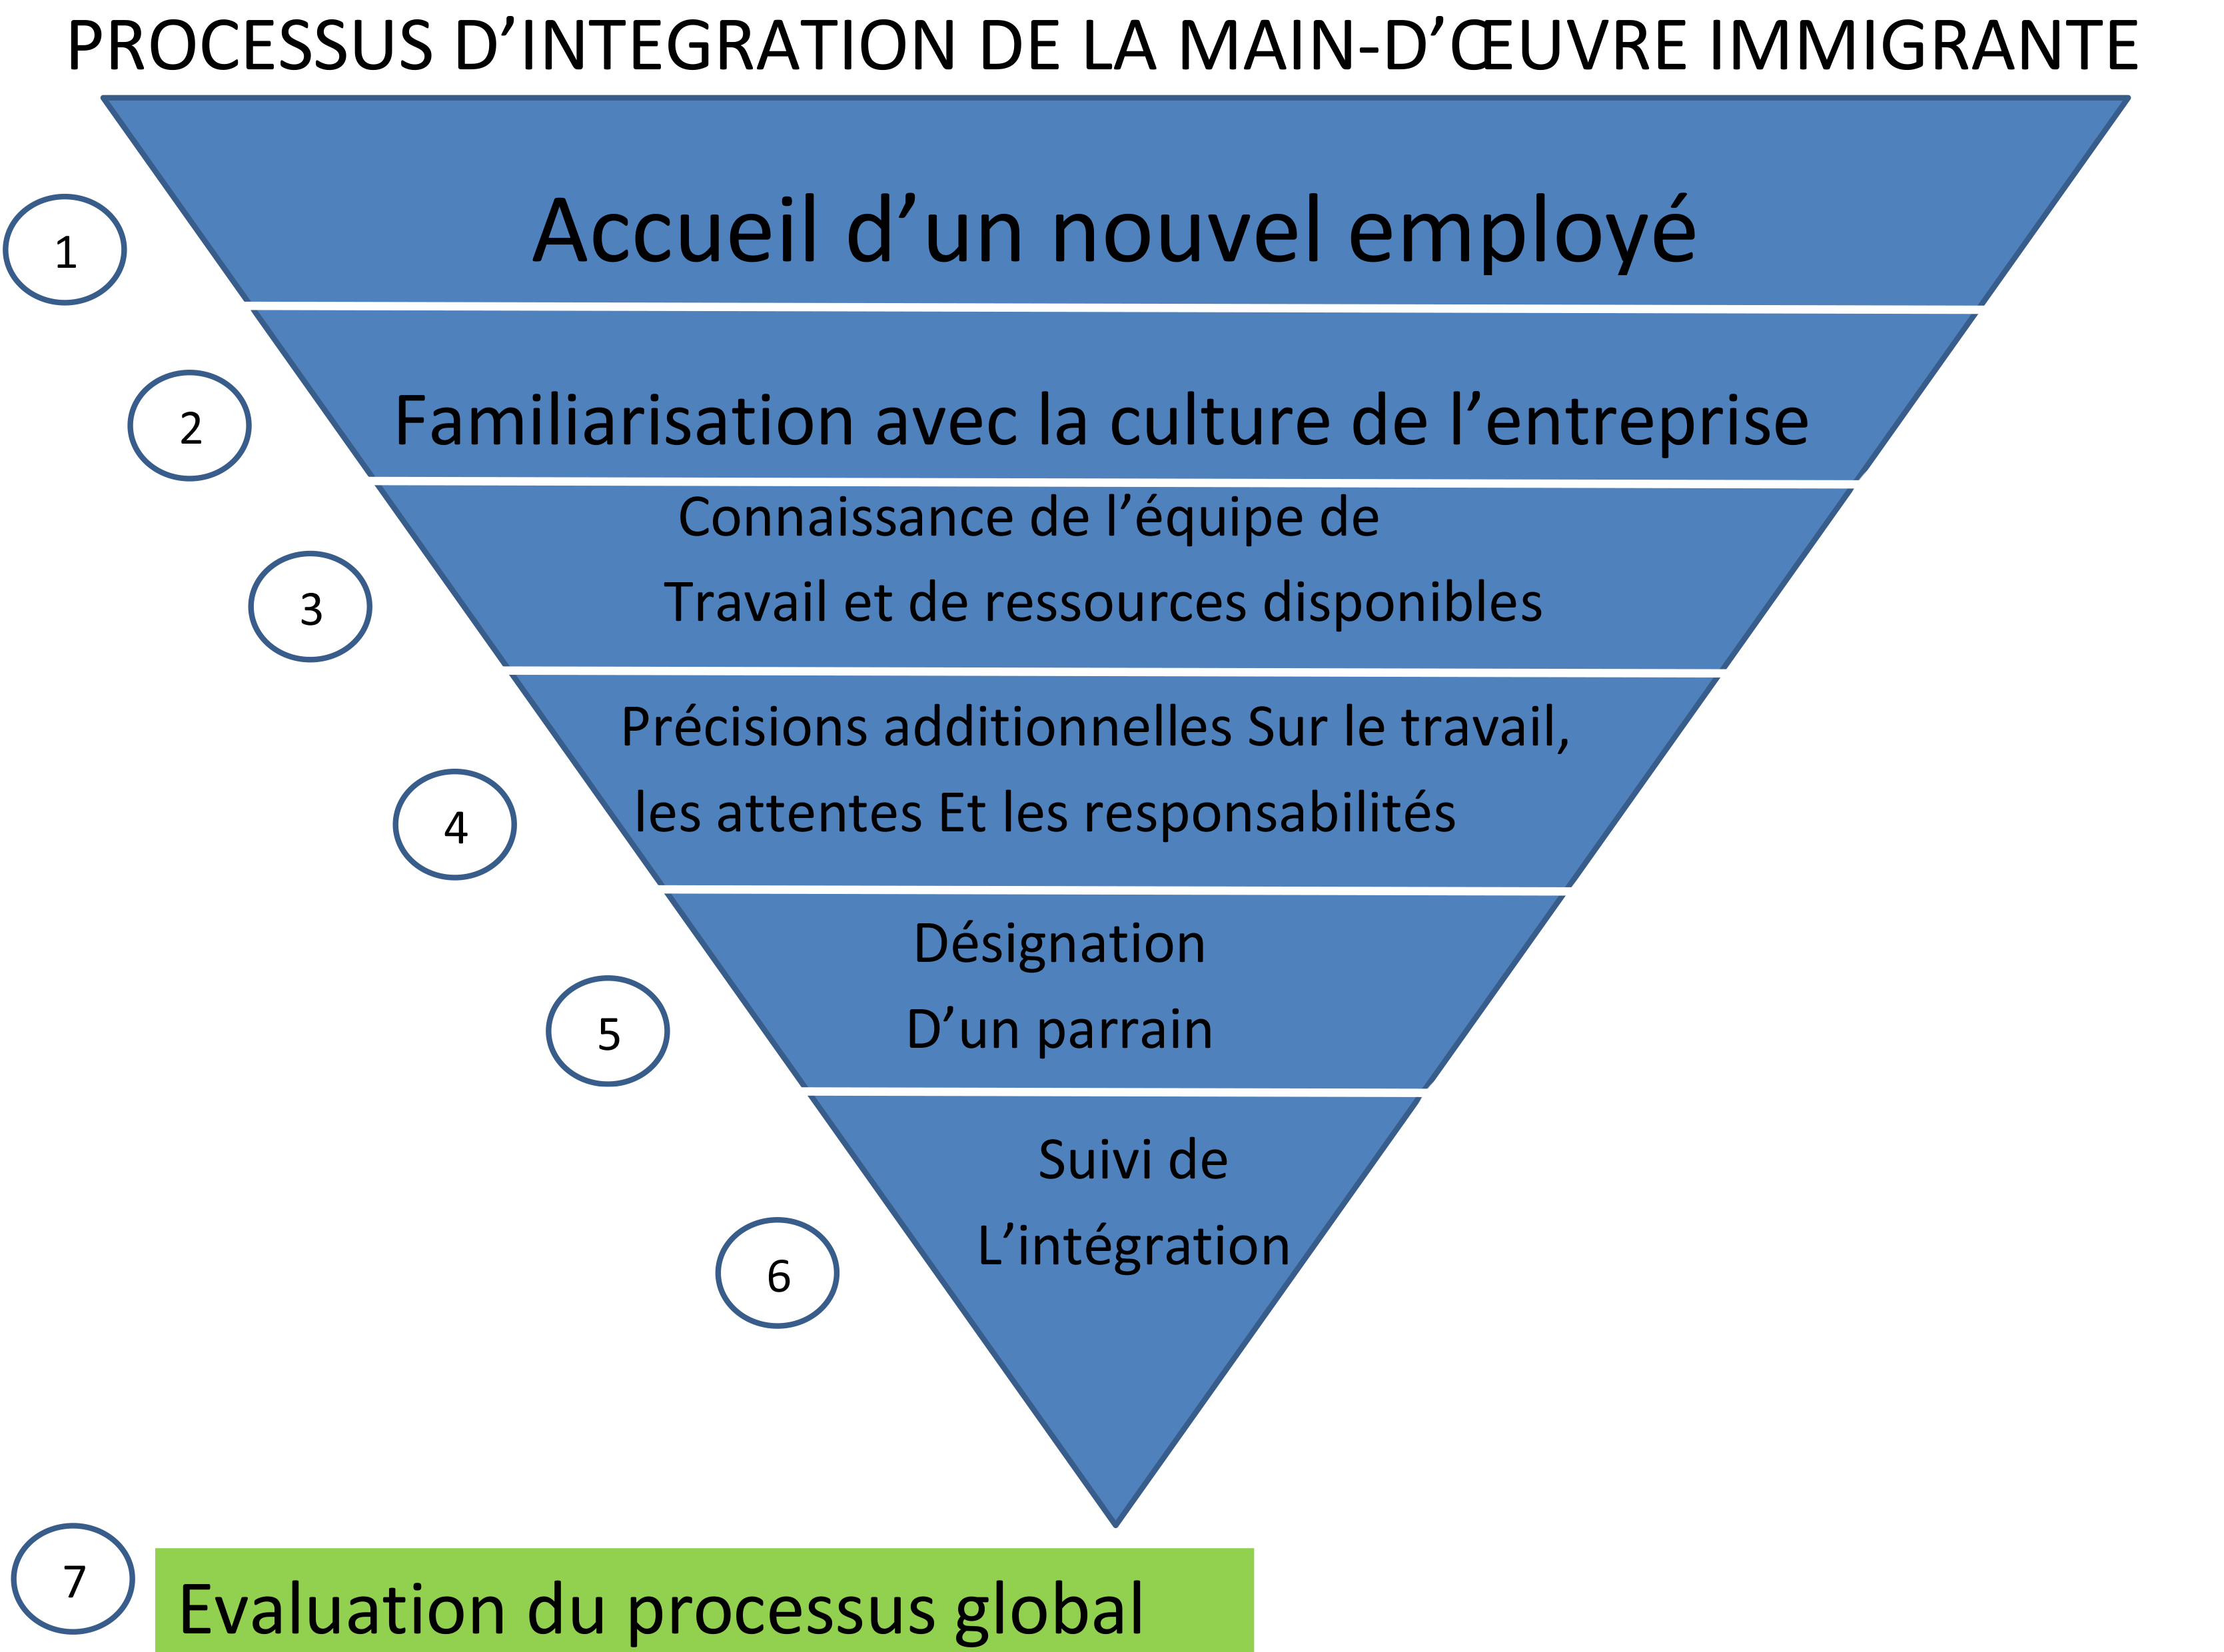 PROCESSUS D’INTEGRATION DE LA MAIN-D’ŒUVRE IMMIGRANTE
1
Accueil d’un nouvel employé
2
Familiarisation avec la culture de l’entreprise
Connaissance de l’équipe de
3
Travail et de ressources disponibles
Précisions additionnelles Sur le travail,
4
les attentes Et les responsabilités
Désignation
5
D’un parrain
Suivi de
6
L’intégration
7
Evaluation du processus global